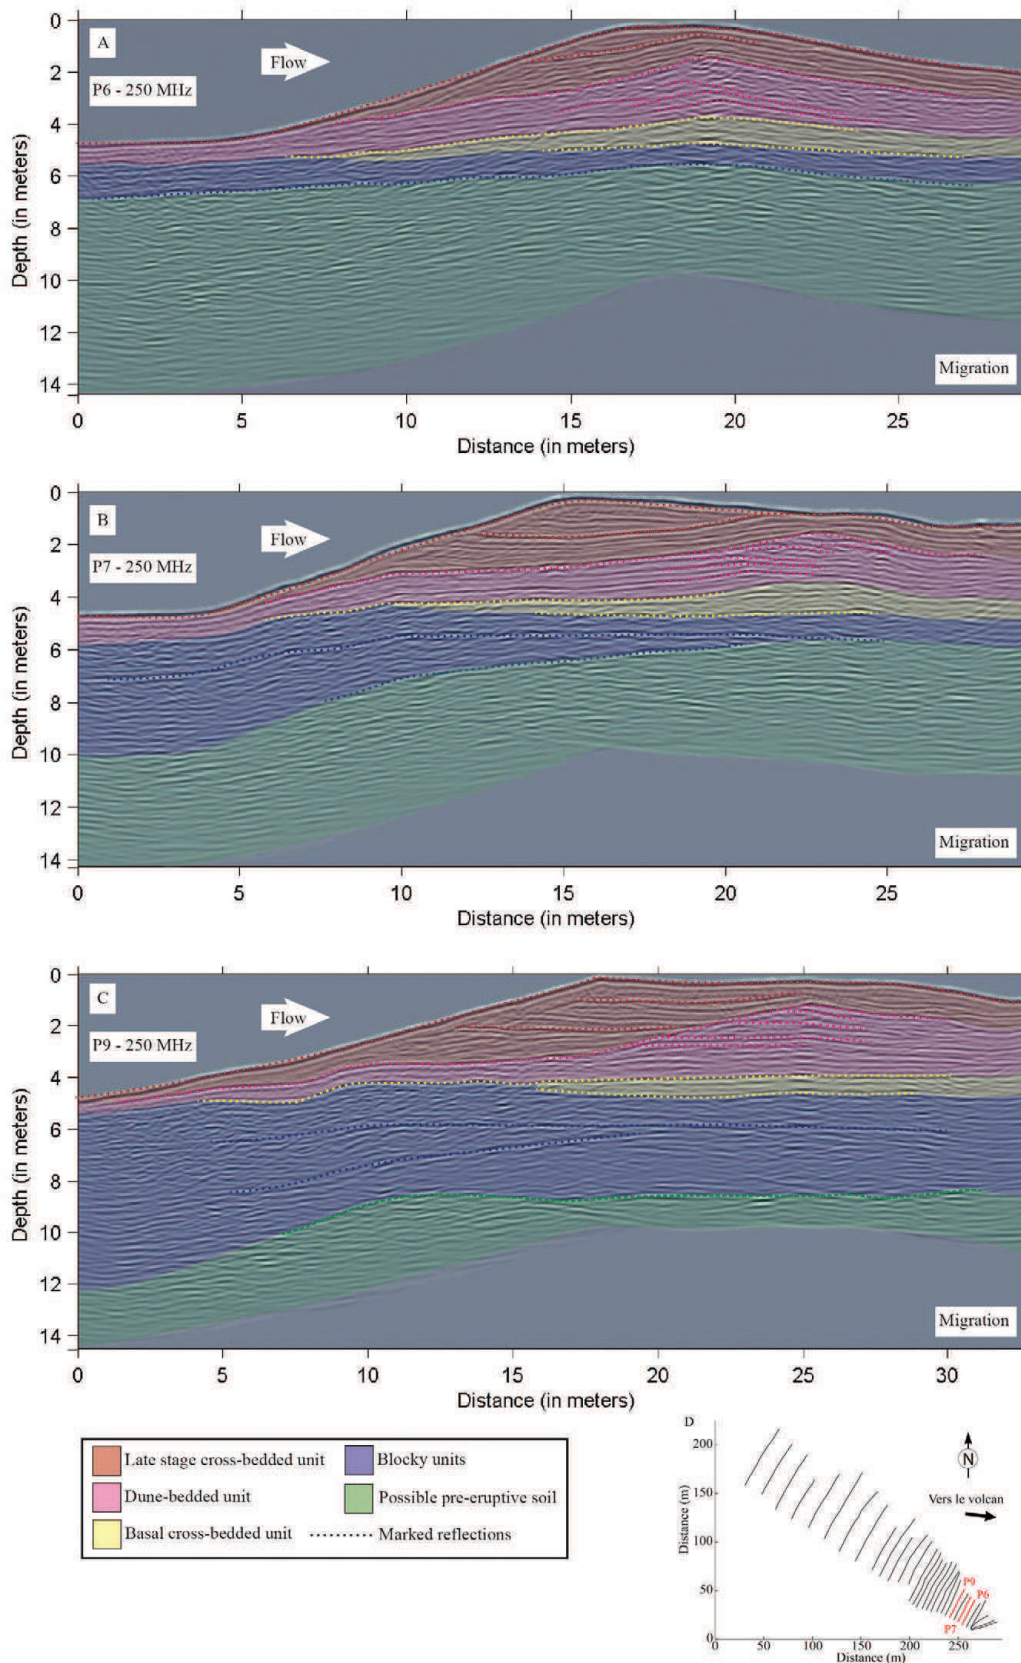 A
Flow
P6 - 250 MHz
0
2
4
6
8
10
12
14
Depth (in meters)
Migration
0 5 10 15 20 25
Distance (in meters)
B
Flow
P7 - 250 MHz
0
2
4
6
8
10
12
14
Depth (in meters)
Migration
0 5 10 15 20 25
Distance (in meters)
C
Flow
P9 - 250 MHz
0
2
4
6
8
10
12
14
Depth (in meters)
Migration
0 5 10 15 20 25 30
Distance (in meters)
Late stage cross-bedded unit
Dune-bedded unit
Basal cross-bedded unit
Blocky units
Possible pre-eruptive soil
Marked reflections
D
N
Vers le volcan
200
150
100
50
0
Distance (m)
P9
P6
P7
0 50 100 150 200 250
Distance (m)